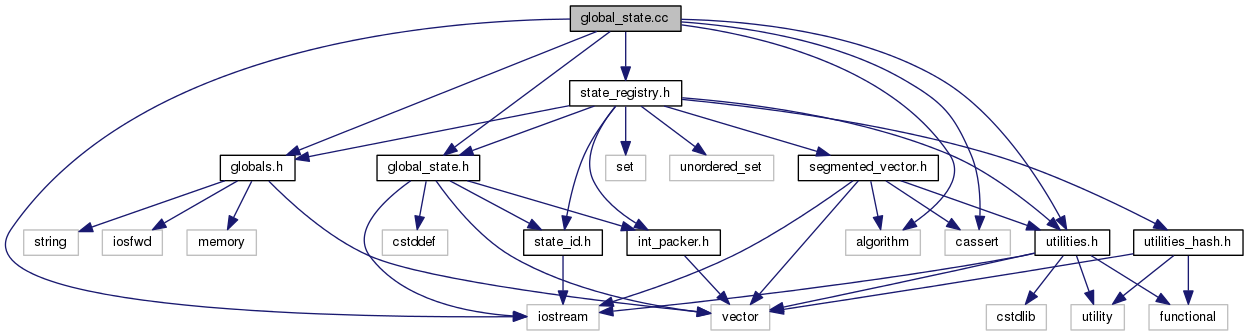 global_state.cc
state_registry.h
globals.h
global_state.h
set
unordered_set
segmented_vector.h
string
iosfwd
memory
cstddef
state_id.h
int_packer.h
algorithm
cassert
utilities.h
utilities_hash.h
iostream
vector
cstdlib
utility
functional